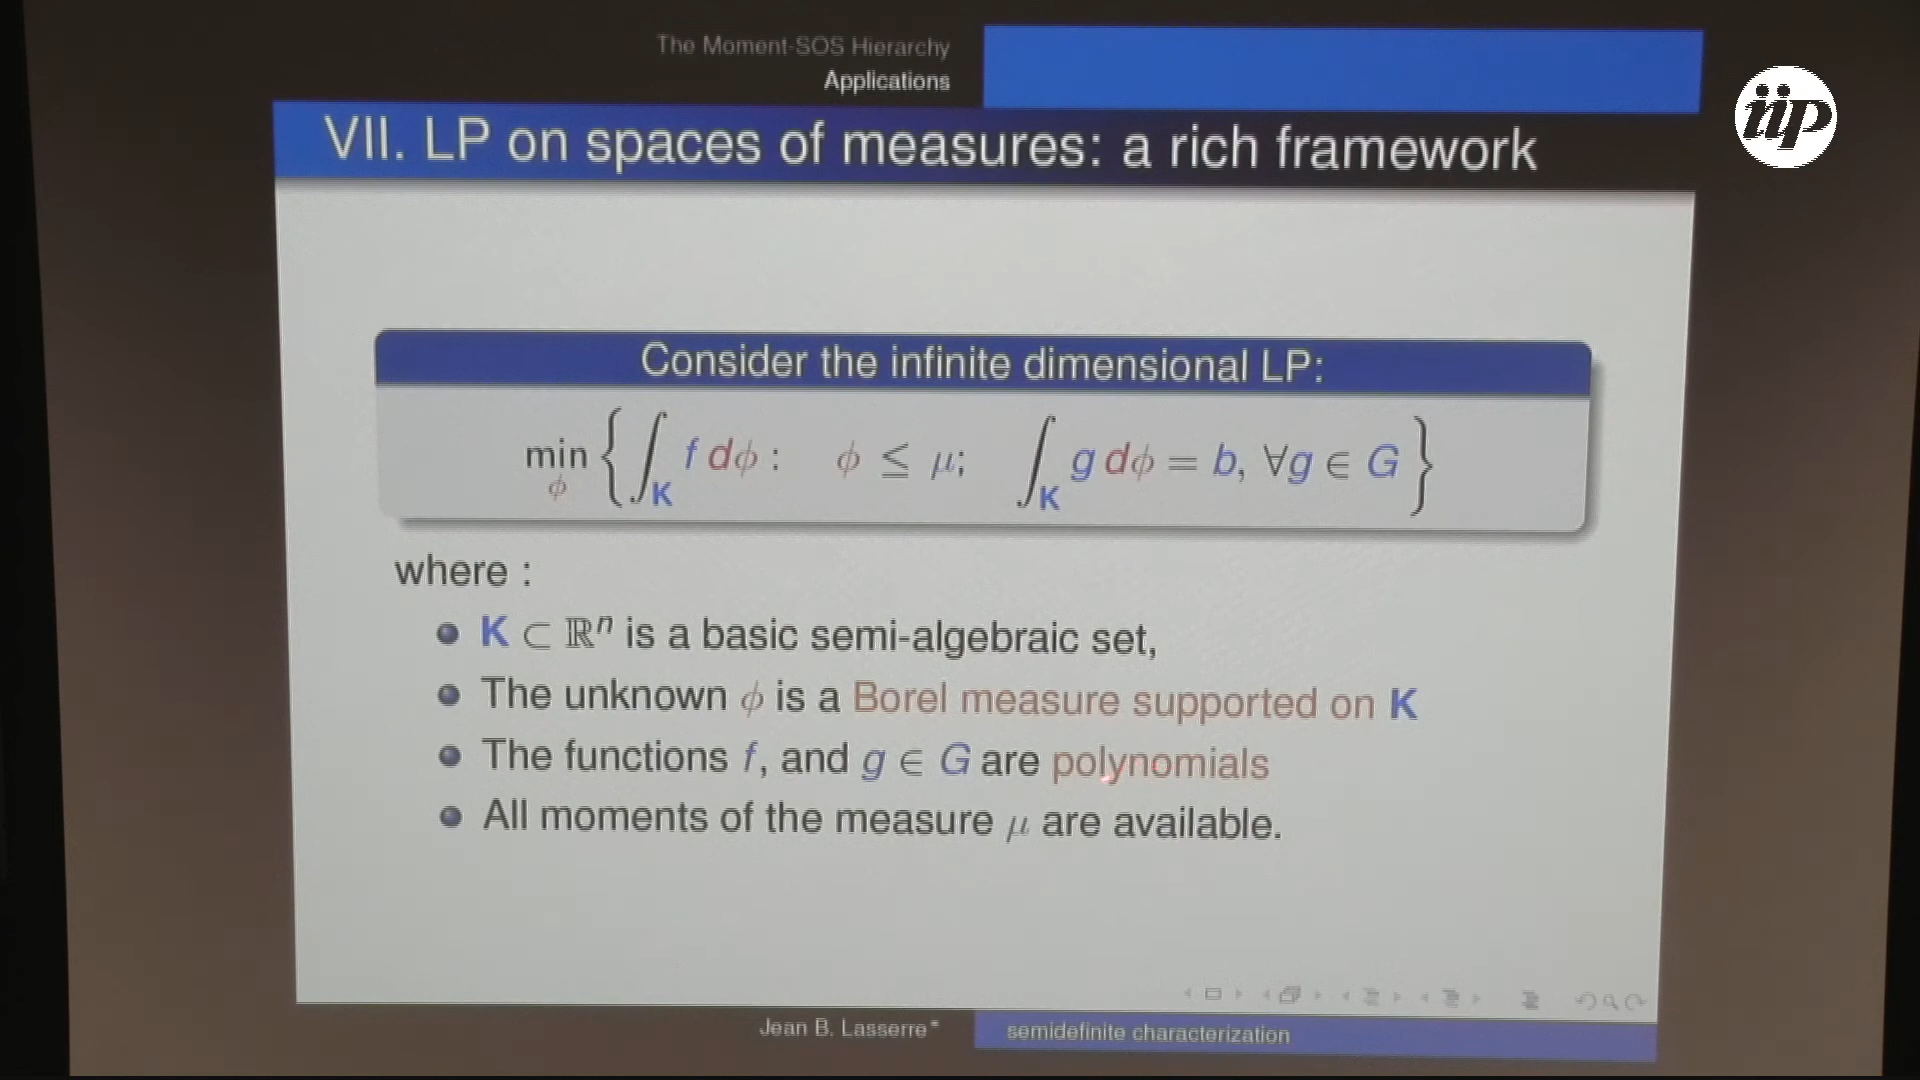 The Moment-SOS Hierarchy
Applications
iip
VII. LP on spaces of measures: a rich framework
Consider the infinite dimensional LP:
min_ϕ { ∫_K f dϕ : ϕ ≤ μ; ∫_K g dϕ = b, ∀g ∈ G }
where :
K ⊂ ℝⁿ is a basic semi-algebraic set,
The unknown ϕ is a Borel measure supported on K
The functions f, and g ∈ G are polynomials
All moments of the measure μ are available.
Jean B. Lasserre*
semidefinite characterization